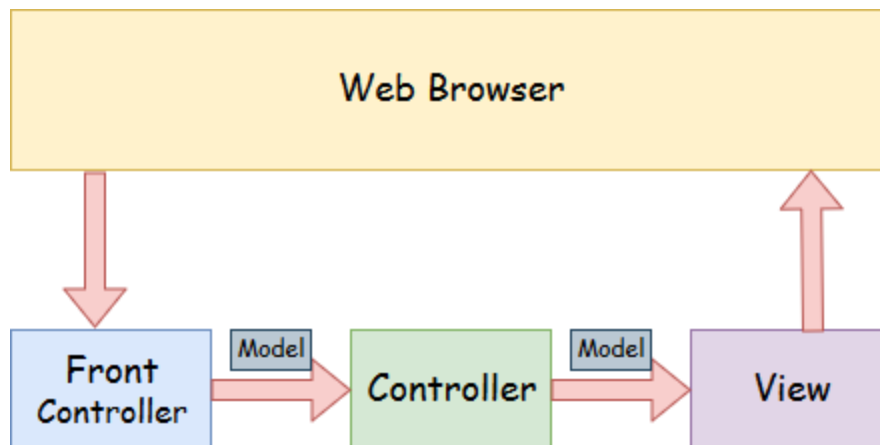 Web Browser
Model
Model
Front
Controller
Controller
View